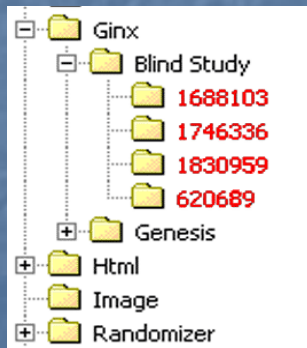 Ginx
Blind Study
1688103
1746336
1830959
620689
Genesis
Html
Image
Randomizer